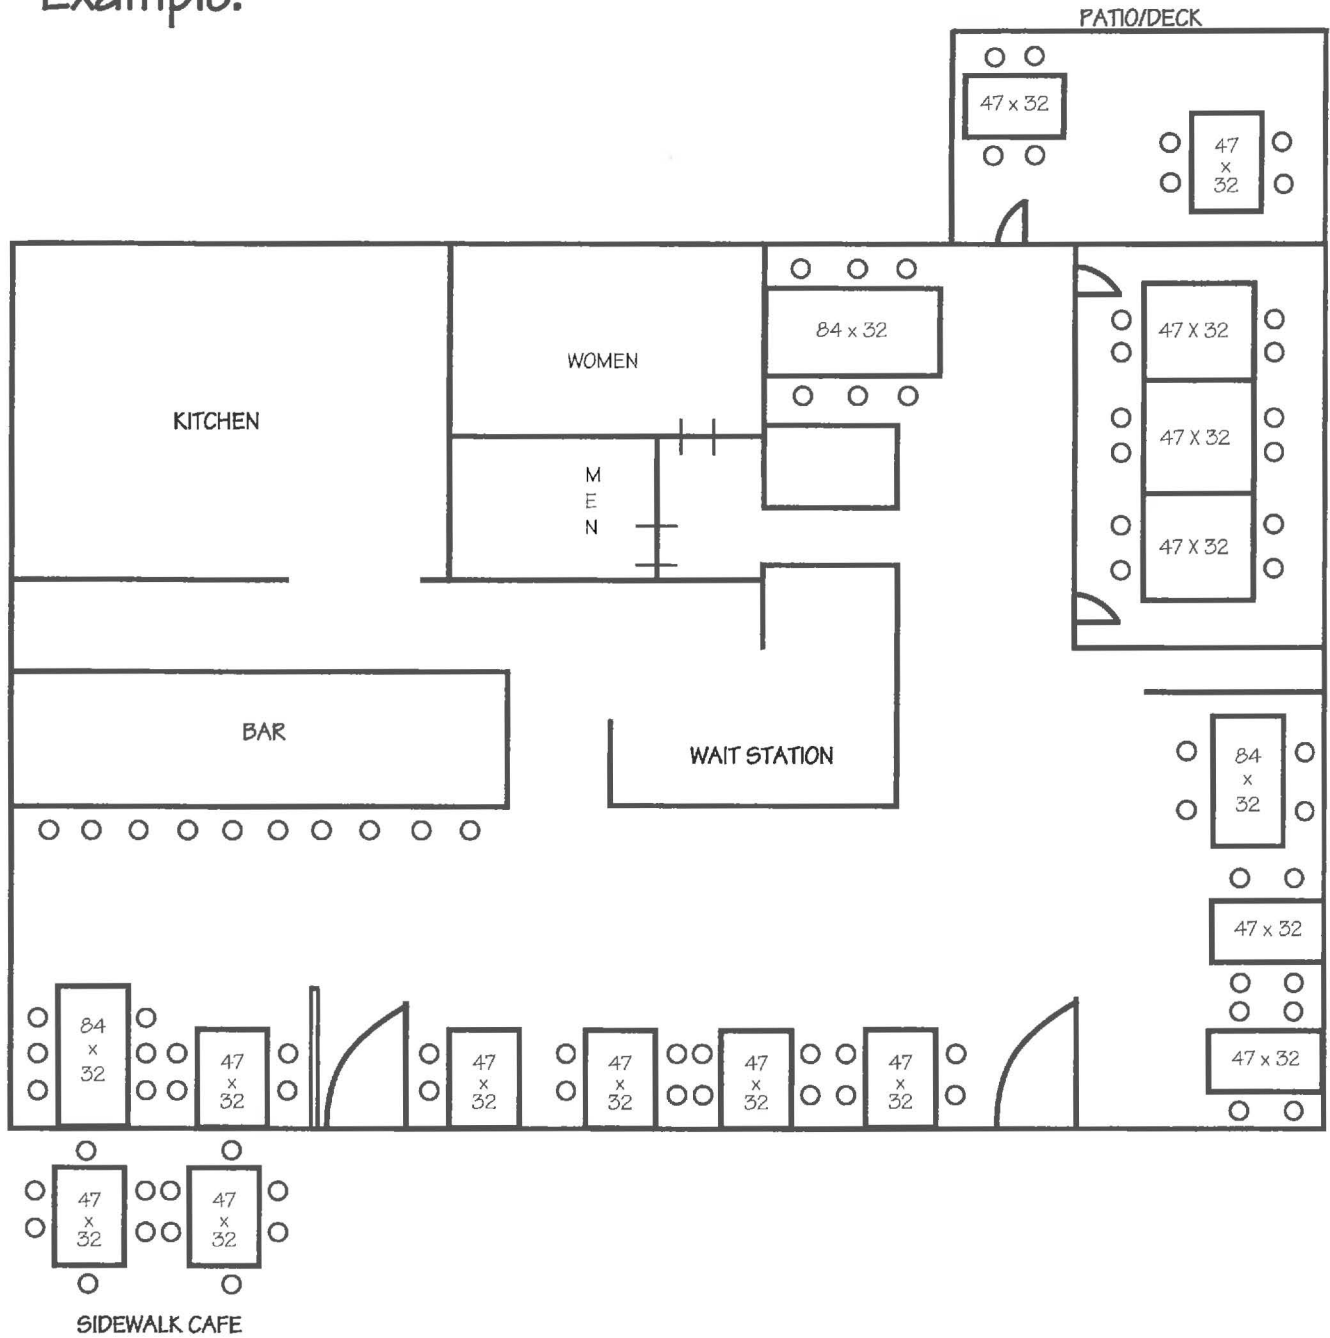 Example:
PATIO/DECK
47 x 32
47
x
32
84 x 32
47 X 32
WOMEN
KITCHEN
47 X 32
M
E
N
47 X 32
BAR
WAIT STATION
84
x
32
47 x 32
84
x
32
47
x
32
47
x
32
47
x
32
47
x
32
47
x
32
47 x 32
47
x
32
47
x
32
SIDEWALK CAFE